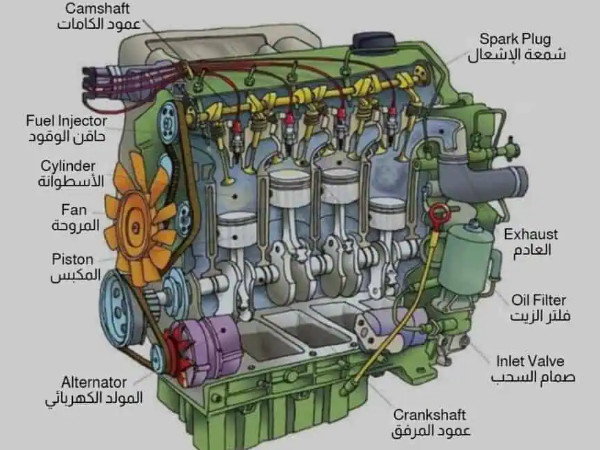 Camshaft
عمود الكامات
Spark Plug
شمعة الإشعال
Fuel Injector
حاقن الوقود
Cylinder
الأسطوانة
Fan
المروحة
Piston
المكبس
Exhaust
العادم
Oil Filter
فلتر الزيت
Inlet Valve
صمام السحب
Alternator
المولد الكهربائي
Crankshaft
عمود المرفق